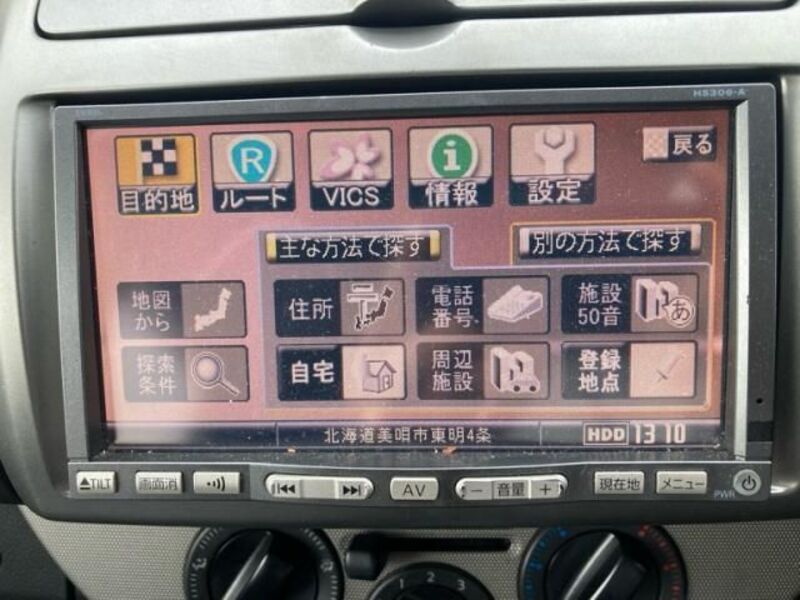 HS309-A
目的地
R
ルート
VICS
i
情報
設定
戻る
主な方法で探す
別の方法で探す
地図から
住所
電話番号
施設50音
あ
探索条件
自宅
周辺施設
登録地点
北海道美唄市東明4条
HDD 13 10
▲TILT
画面消
AV
－ 音量 ＋
現在地
メニュー
PWR
1 2 3